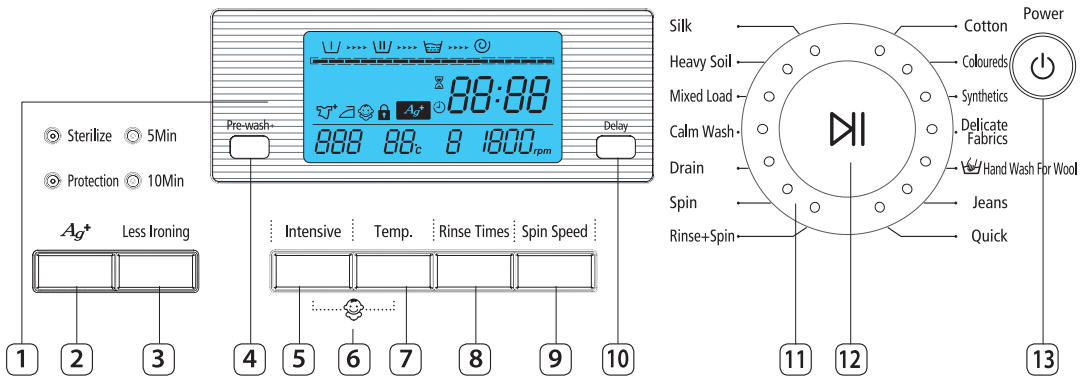 Silk
Cotton
Power
Heavy Soil
Coloureds
Mixed Load
Synthetics
Calm Wash
Delicate
Fabrics
Drain
Hand Wash For Wool
Spin
Jeans
Rinse+Spin
Quick
88:88
Ag+
888 88°c 8 1800rpm
Pre-wash+
Delay
Sterilize 5Min
Protection 10Min
Ag+ Less Ironing
Intensive Temp. Rinse Times Spin Speed
1 2 3 4 5 6 7 8 9 10 11 12 13